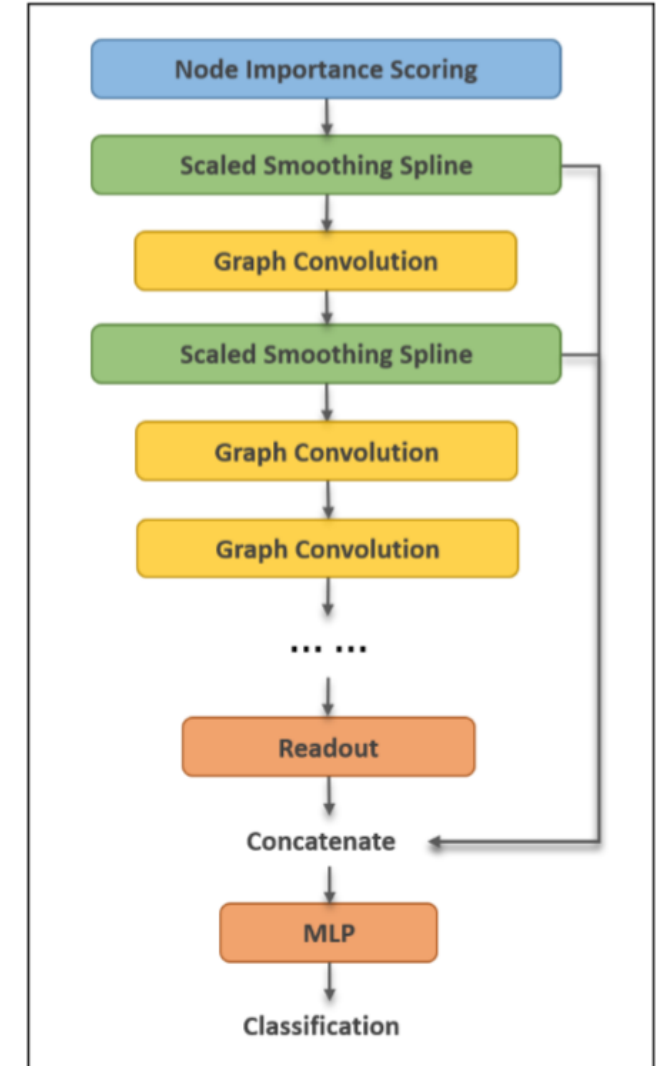 Node Importance Scoring
Scaled Smoothing Spline
Graph Convolution
Scaled Smoothing Spline
Graph Convolution
Graph Convolution
... ...
Readout
Concatenate
MLP
Classification